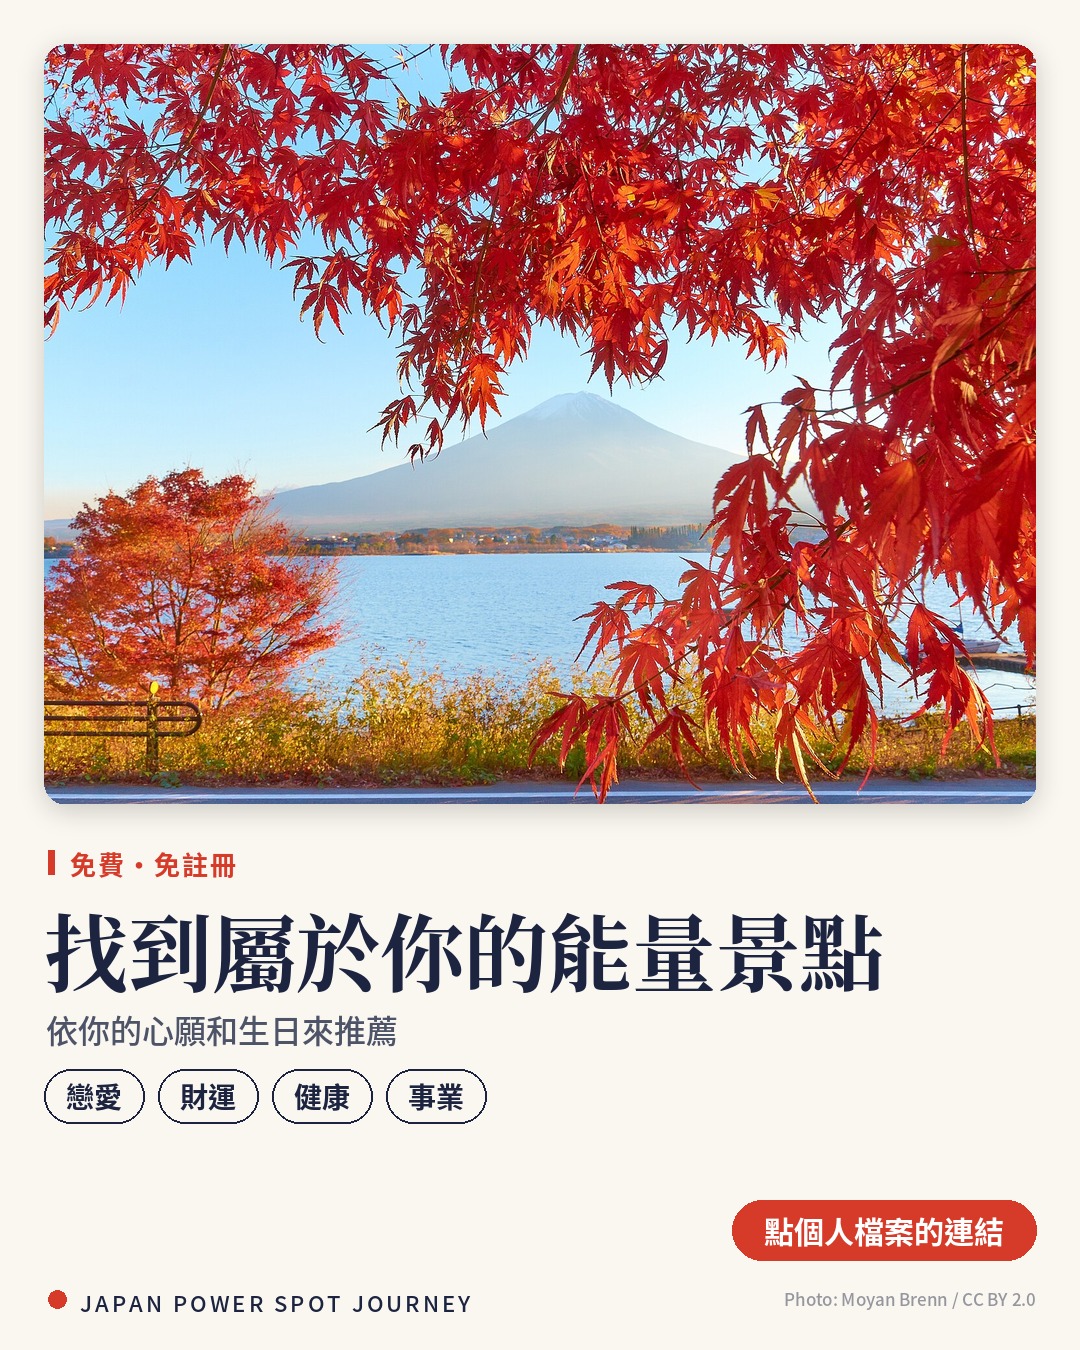 免費・免註冊
找到屬於你的能量景點
依你的心願和生日來推薦
戀愛
財運
健康
事業
點個人檔案的連結
JAPAN POWER SPOT JOURNEY
Photo: Moyan Brenn / CC BY 2.0